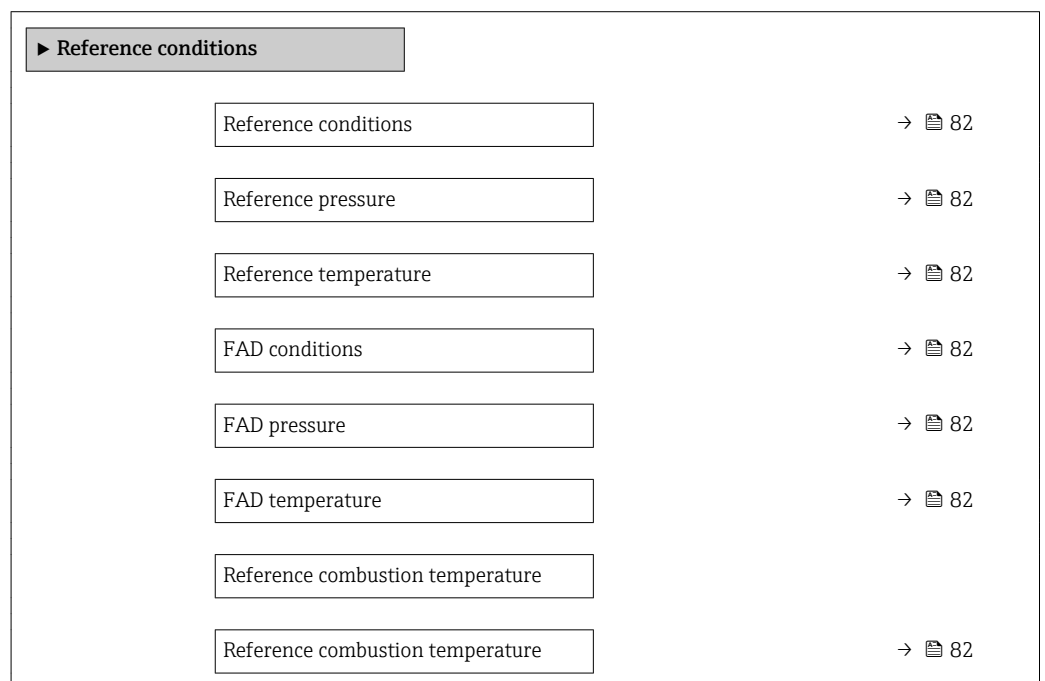 ▶ Reference conditions
Reference conditions → 82
Reference pressure → 82
Reference temperature → 82
FAD conditions → 82
FAD pressure → 82
FAD temperature → 82
Reference combustion temperature
Reference combustion temperature → 82